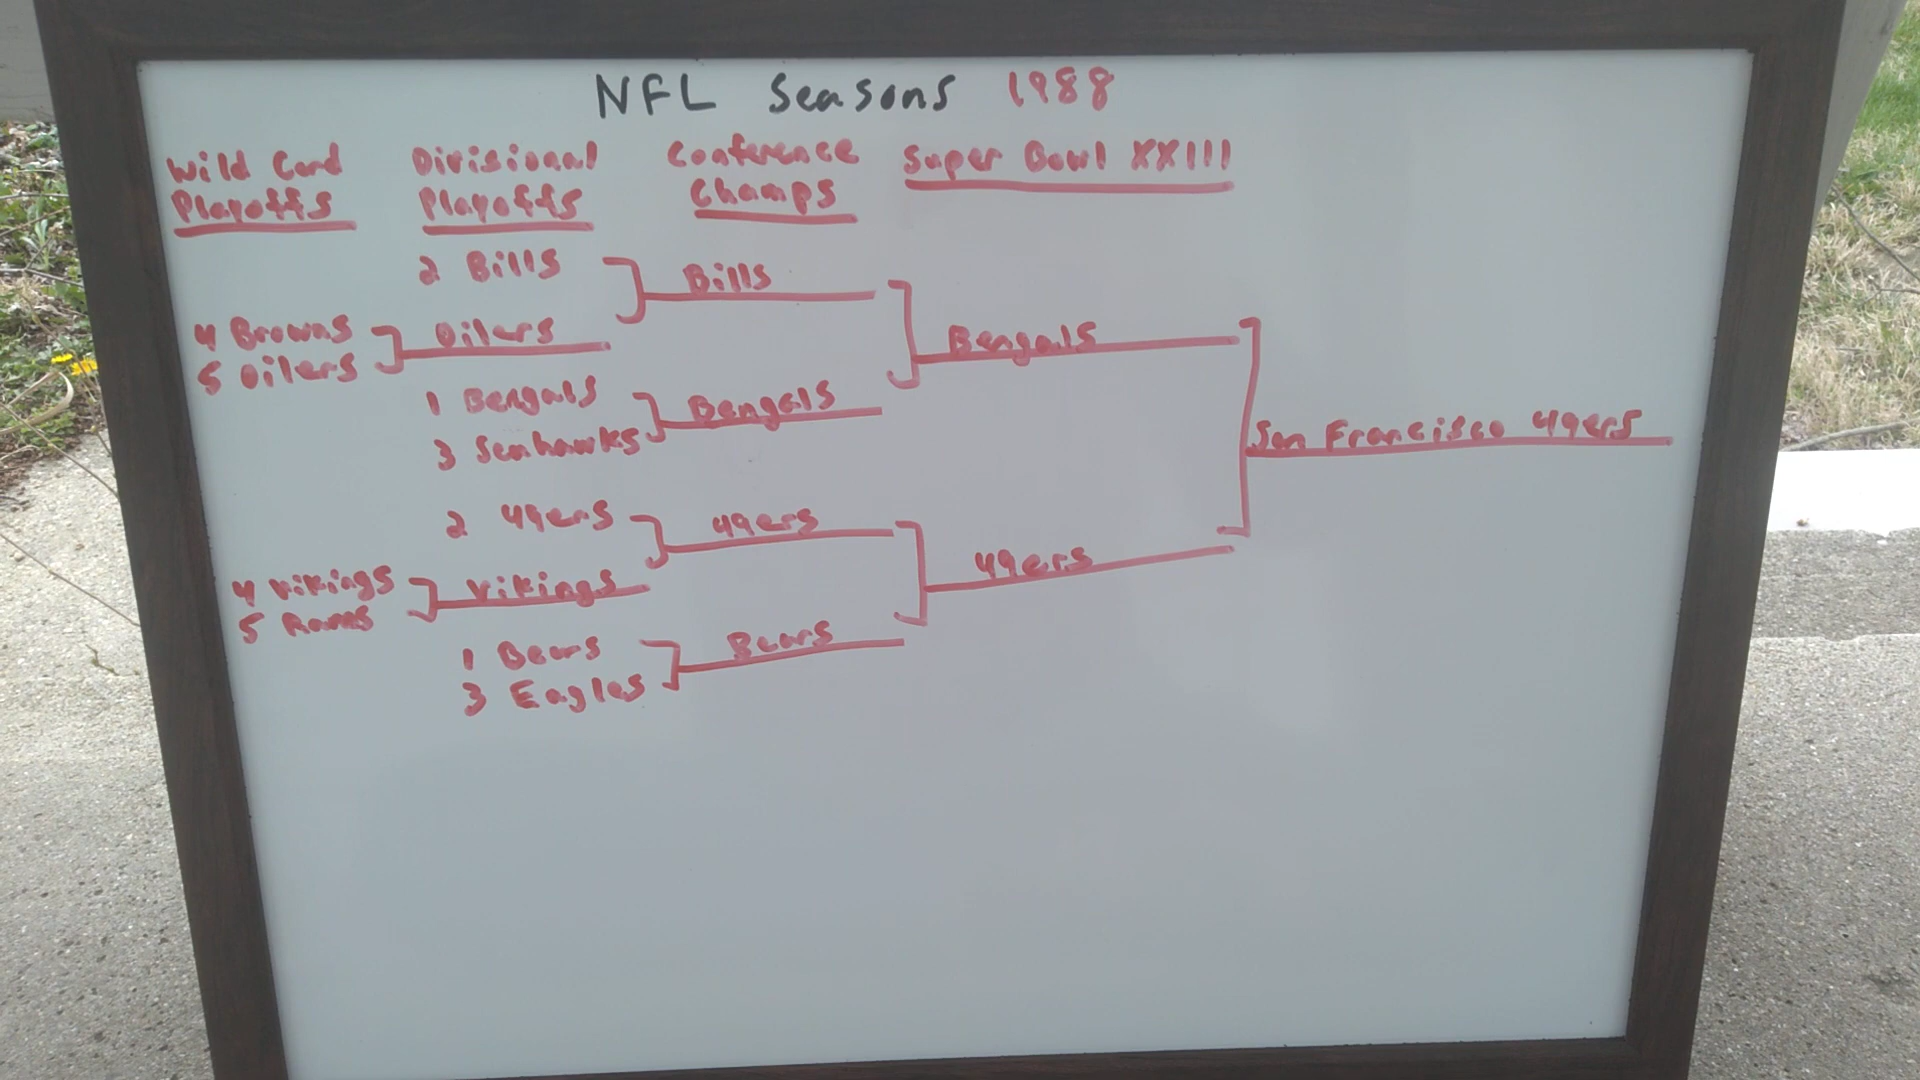 NFL Seasons 1988
Wild Card Playoffs
Divisional Playoffs
Conference Champs
Super Bowl XXIII
2 Bills
4 Browns
5 Oilers
Oilers
1 Bengals
3 Seahawks
2 49ers
4 Vikings
5 Rams
Vikings
1 Bears
3 Eagles
Bills
Bengals
49ers
Bears
Bengals
49ers
San Francisco 49ers